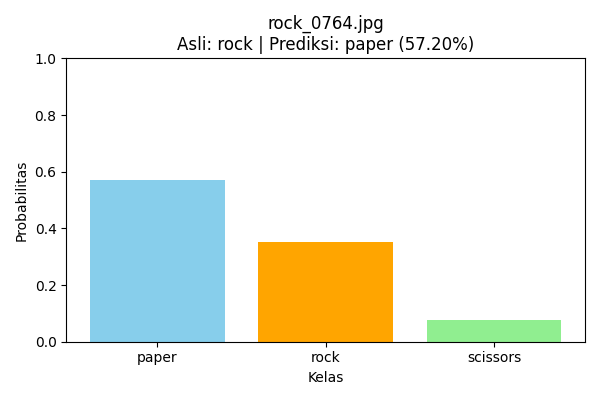 rock_0764.jpg
Asli: rock | Prediksi: paper (57.20%)
1.0
0.8
0.6
0.4
0.2
0.0
Probabilitas
paper rock scissors
Kelas